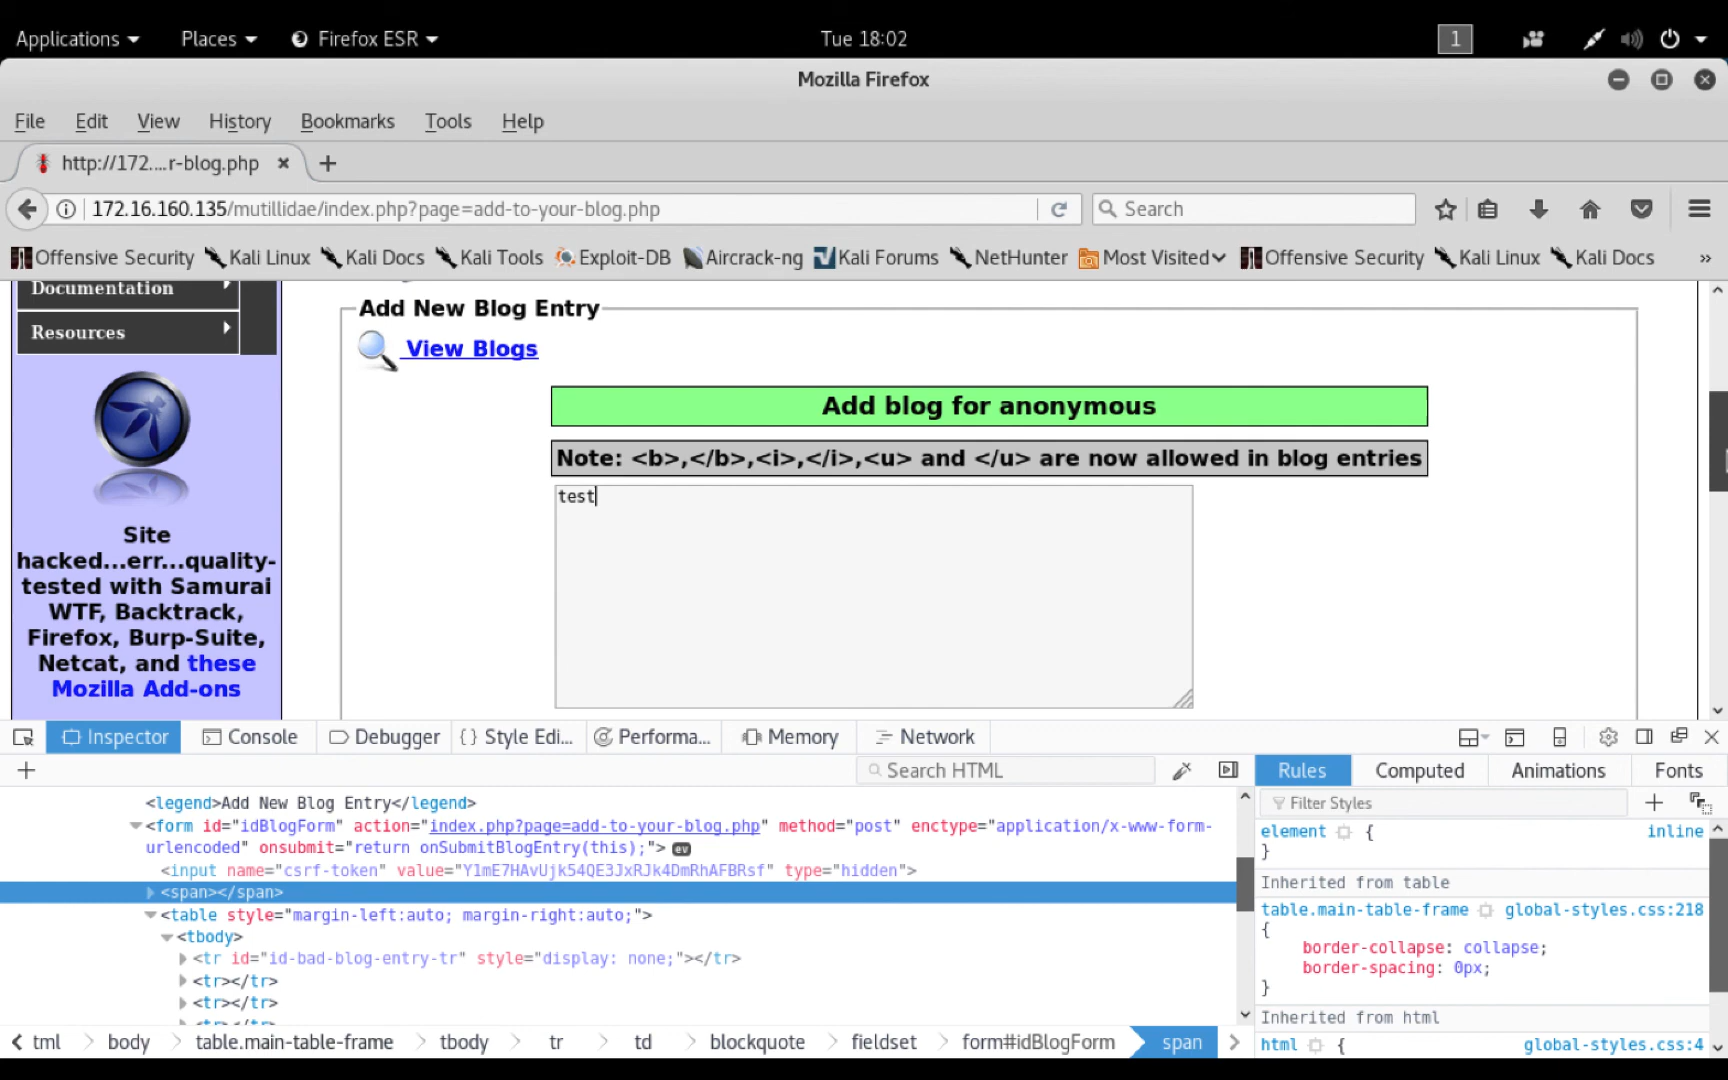 Applications Places Firefox ESR Tue 18:02 1
Mozilla Firefox
File Edit View History Bookmarks Tools Help
http://172....r-blog.php
172.16.160.135/mutillidae/index.php?page=add-to-your-blog.php Search
Offensive Security Kali Linux Kali Docs Kali Tools Exploit-DB Aircrack-ng Kali Forums NetHunter Most Visited Offensive Security Kali Linux Kali Docs »
Documentation
Resources
Site
hacked...err...quality-
tested with Samurai
WTF, Backtrack,
Firefox, Burp-Suite,
Netcat, and these
Mozilla Add-ons
Add New Blog Entry
View Blogs
Add blog for anonymous
Note: <b>,</b>,<i>,</i>,<u> and </u> are now allowed in blog entries
test
Inspector Console Debugger {} Style Edi... Performa... Memory Network
Search HTML
<legend>Add New Blog Entry</legend>
<form id="idBlogForm" action="index.php?page=add-to-your-blog.php" method="post" enctype="application/x-www-form-
urlencoded" onsubmit="return onSubmitBlogEntry(this);"> ev
<input name="csrf-token" value="Y1mE7HAvUjk54QE3JxRJk4DmRhAFBRsf" type="hidden">
<span></span>
<table style="margin-left:auto; margin-right:auto;">
<tbody>
<tr id="id-bad-blog-entry-tr" style="display: none;"></tr>
<tr></tr>
<tr></tr>
tml body table.main-table-frame tbody tr td blockquote fieldset form#idBlogForm span
Rules Computed Animations Fonts
Filter Styles
element { inline
}
Inherited from table
table.main-table-frame global-styles.css:218
{
border-collapse: collapse;
border-spacing: 0px;
}
Inherited from html
html { global-styles.css:4